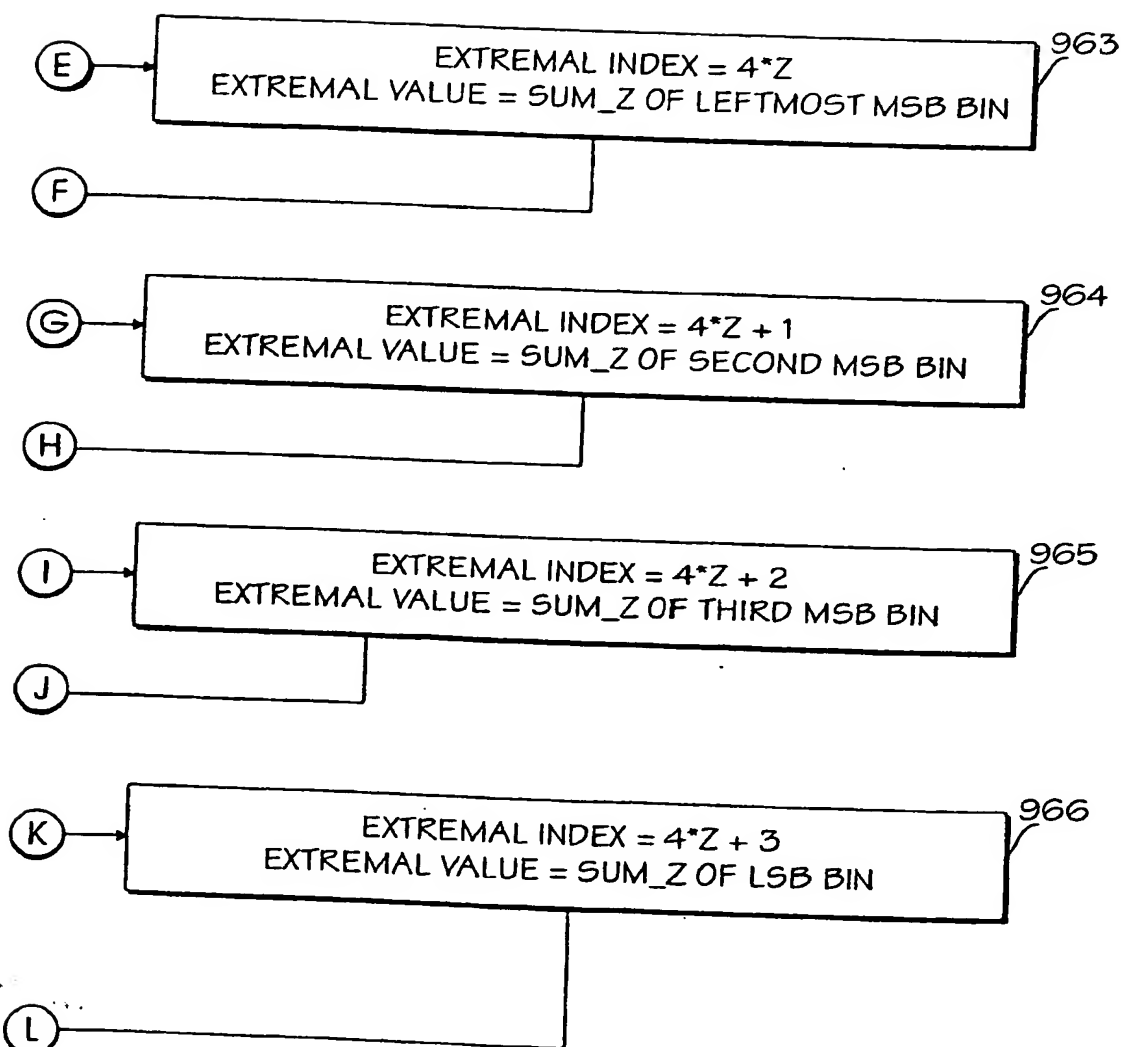 E
EXTREMAL INDEX = 4*Z
EXTREMAL VALUE = SUM_Z OF LEFTMOST MSB BIN
963
F
G
EXTREMAL INDEX = 4*Z + 1
EXTREMAL VALUE = SUM_Z OF SECOND MSB BIN
964
H
I
EXTREMAL INDEX = 4*Z + 2
EXTREMAL VALUE = SUM_Z OF THIRD MSB BIN
965
J
K
EXTREMAL INDEX = 4*Z + 3
EXTREMAL VALUE = SUM_Z OF LSB BIN
966
L